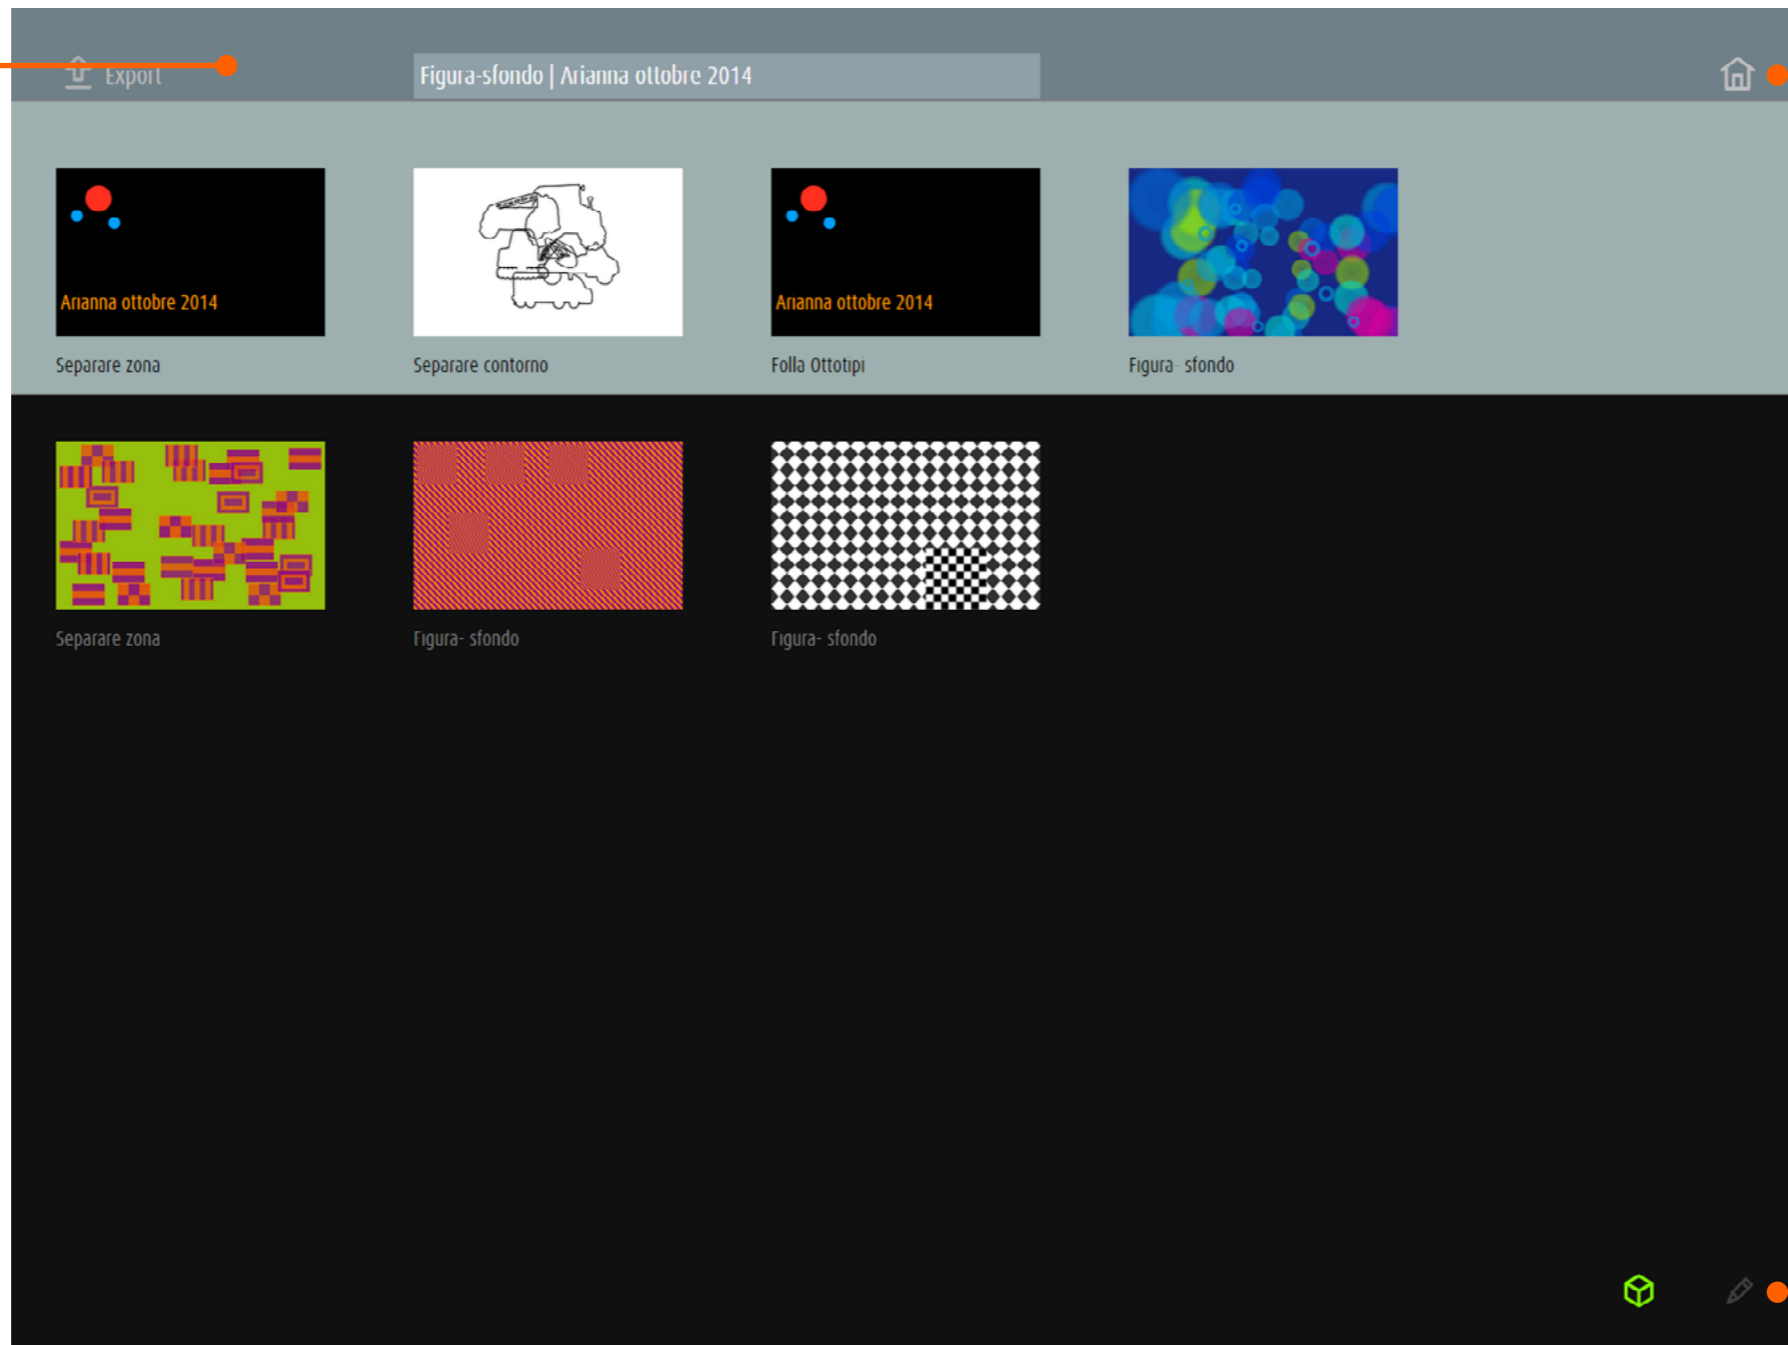 Export
Figura-sfondo | Arianna ottobre 2014
Arianna ottobre 2014
Arianna ottobre 2014
Separare zona
Separare contorno
Folla Ottotipi
Figura- sfondo
Separare zona
Figura- sfondo
Figura- sfondo